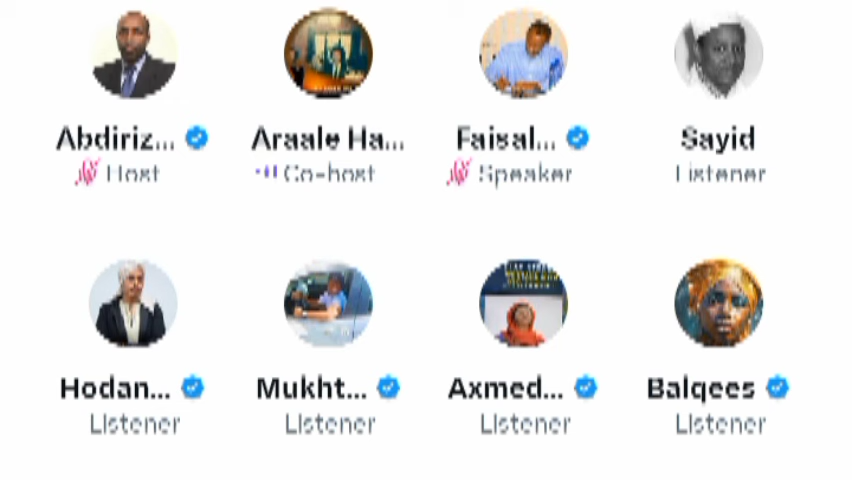 Abdiriz...
Araale Ha...
Faisal...
Sayid
Host
Co-host
Speaker
Listener
Hodan...
Mukht...
Axmed...
Balqees
Listener
Listener
Listener
Listener